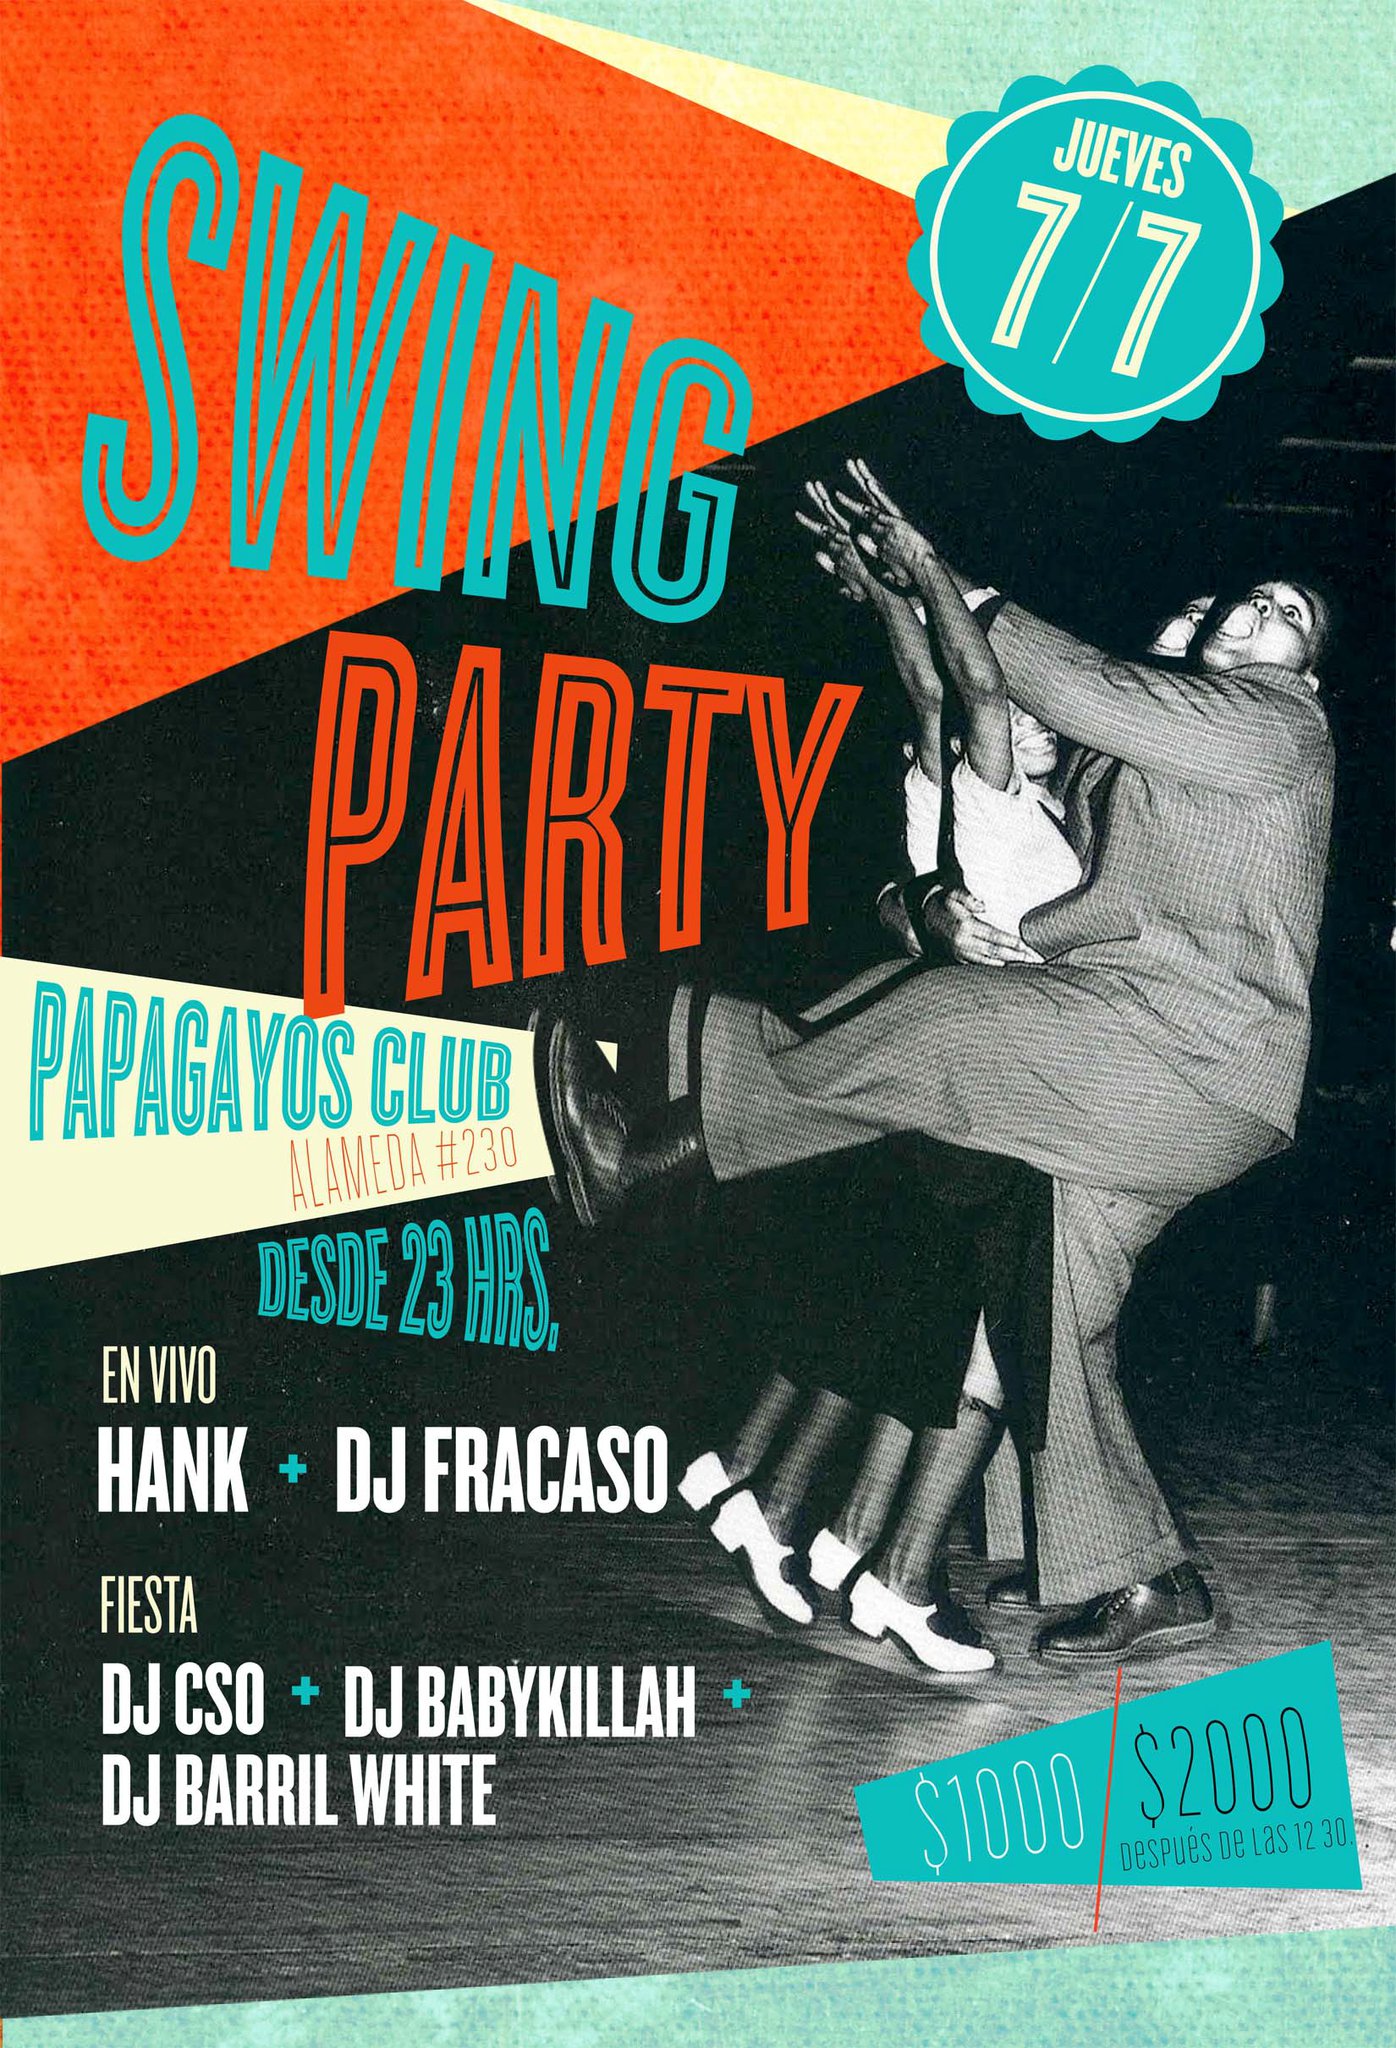 JUEVES
7/7
SWING
PARTY
PAPAGAYOS CLUB
ALAMEDA #230
DESDE 23 HRS.
EN VIVO
HANK + DJ FRACASO
FIESTA
DJ CSO + DJ BABYKILLAH +
DJ BARRIL WHITE
$1000
$2000
DESPUÉS DE LAS 12 30.